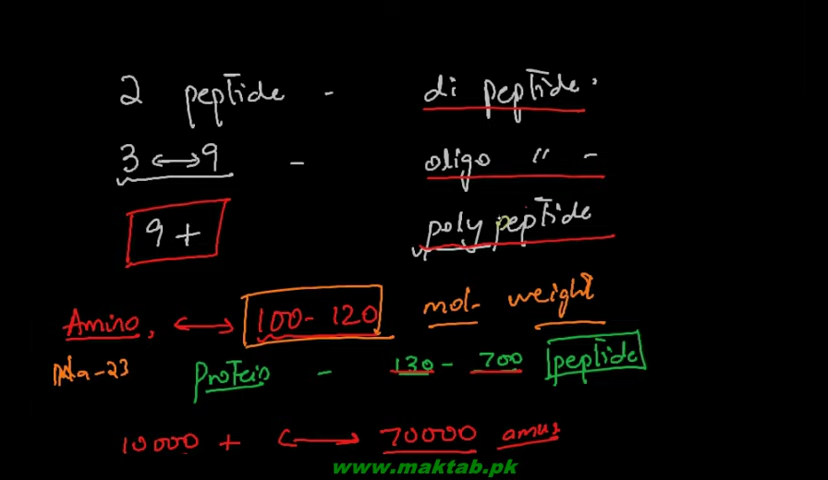 2 peptide - di peptide.
3 ↔ 9 - oligo " -
9 + poly peptide
Amino, ↔ 100 - 120 mol- weight
Na - 23 Protein - 130 - 700 peptide
10000 + ↔ 70000 amus
www.maktab.pk